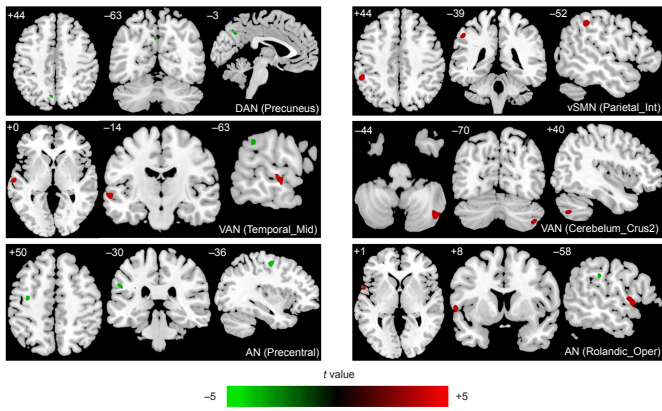 +44 −63 −3
DAN (Precuneus)
+44 −39 −52
vSMN (Parietal_Int)
+0 −14 −63
VAN (Temporal_Mid)
−44 −70 +40
VAN (Cerebelum_Crus2)
+50 −30 −36
AN (Precentral)
+1 +8 −58
AN (Rolandic_Oper)
t value
−5 +5